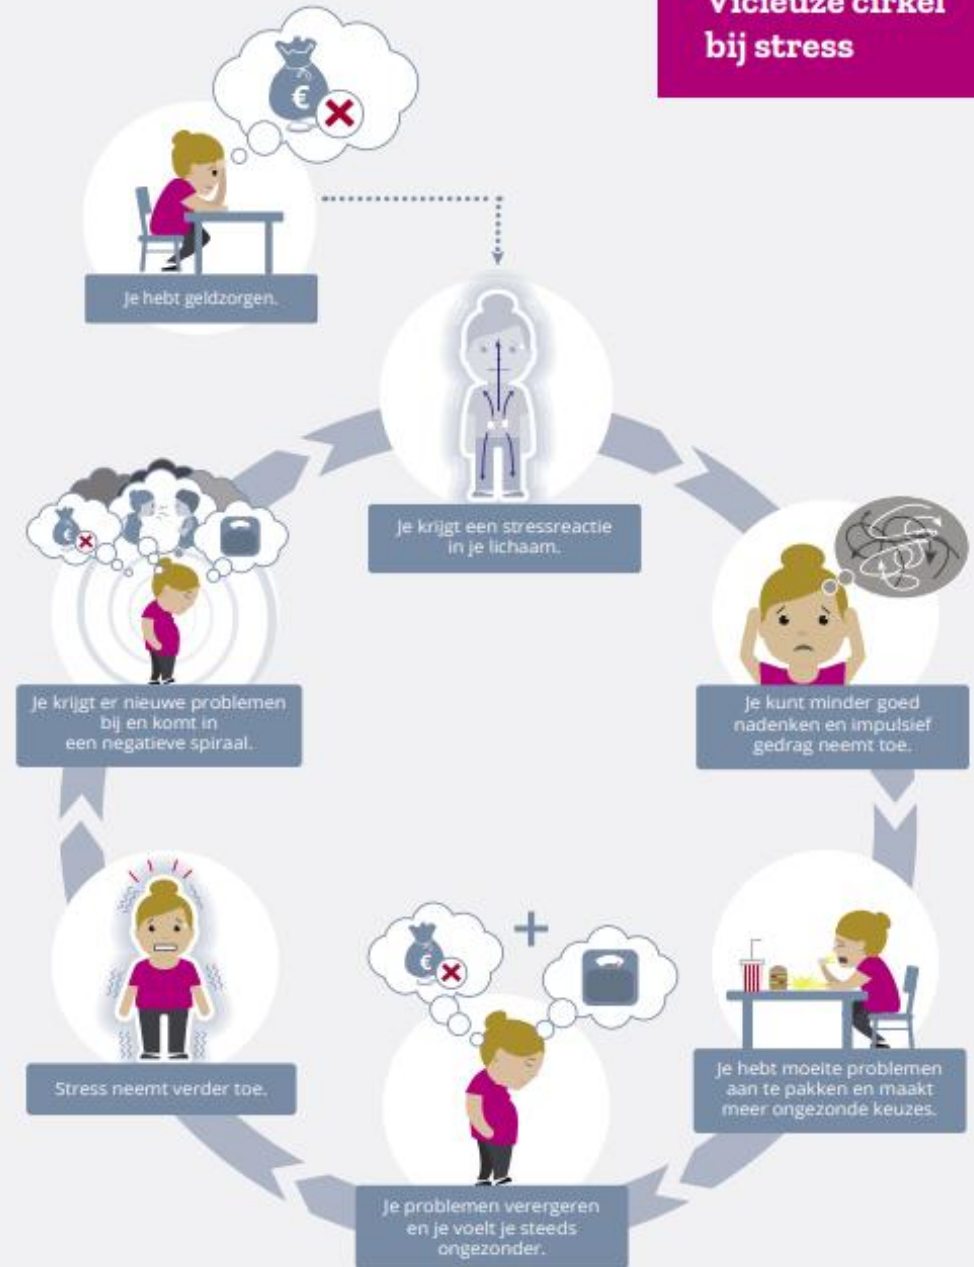 Vicieuze cirkel
bij stress
€
Je hebt geldzorgen.
Je krijgt een stressreactie
in je lichaam.
Je kunt minder goed
nadenken en impulsief
gedrag neemt toe.
Je hebt moeite problemen
aan te pakken en maakt
meer ongezonde keuzes.
€
+
Je problemen verergeren
en je voelt je steeds
ongezonder.
Stress neemt verder toe.
€
Je krijgt er nieuwe problemen
bij en komt in
een negatieve spiraal.